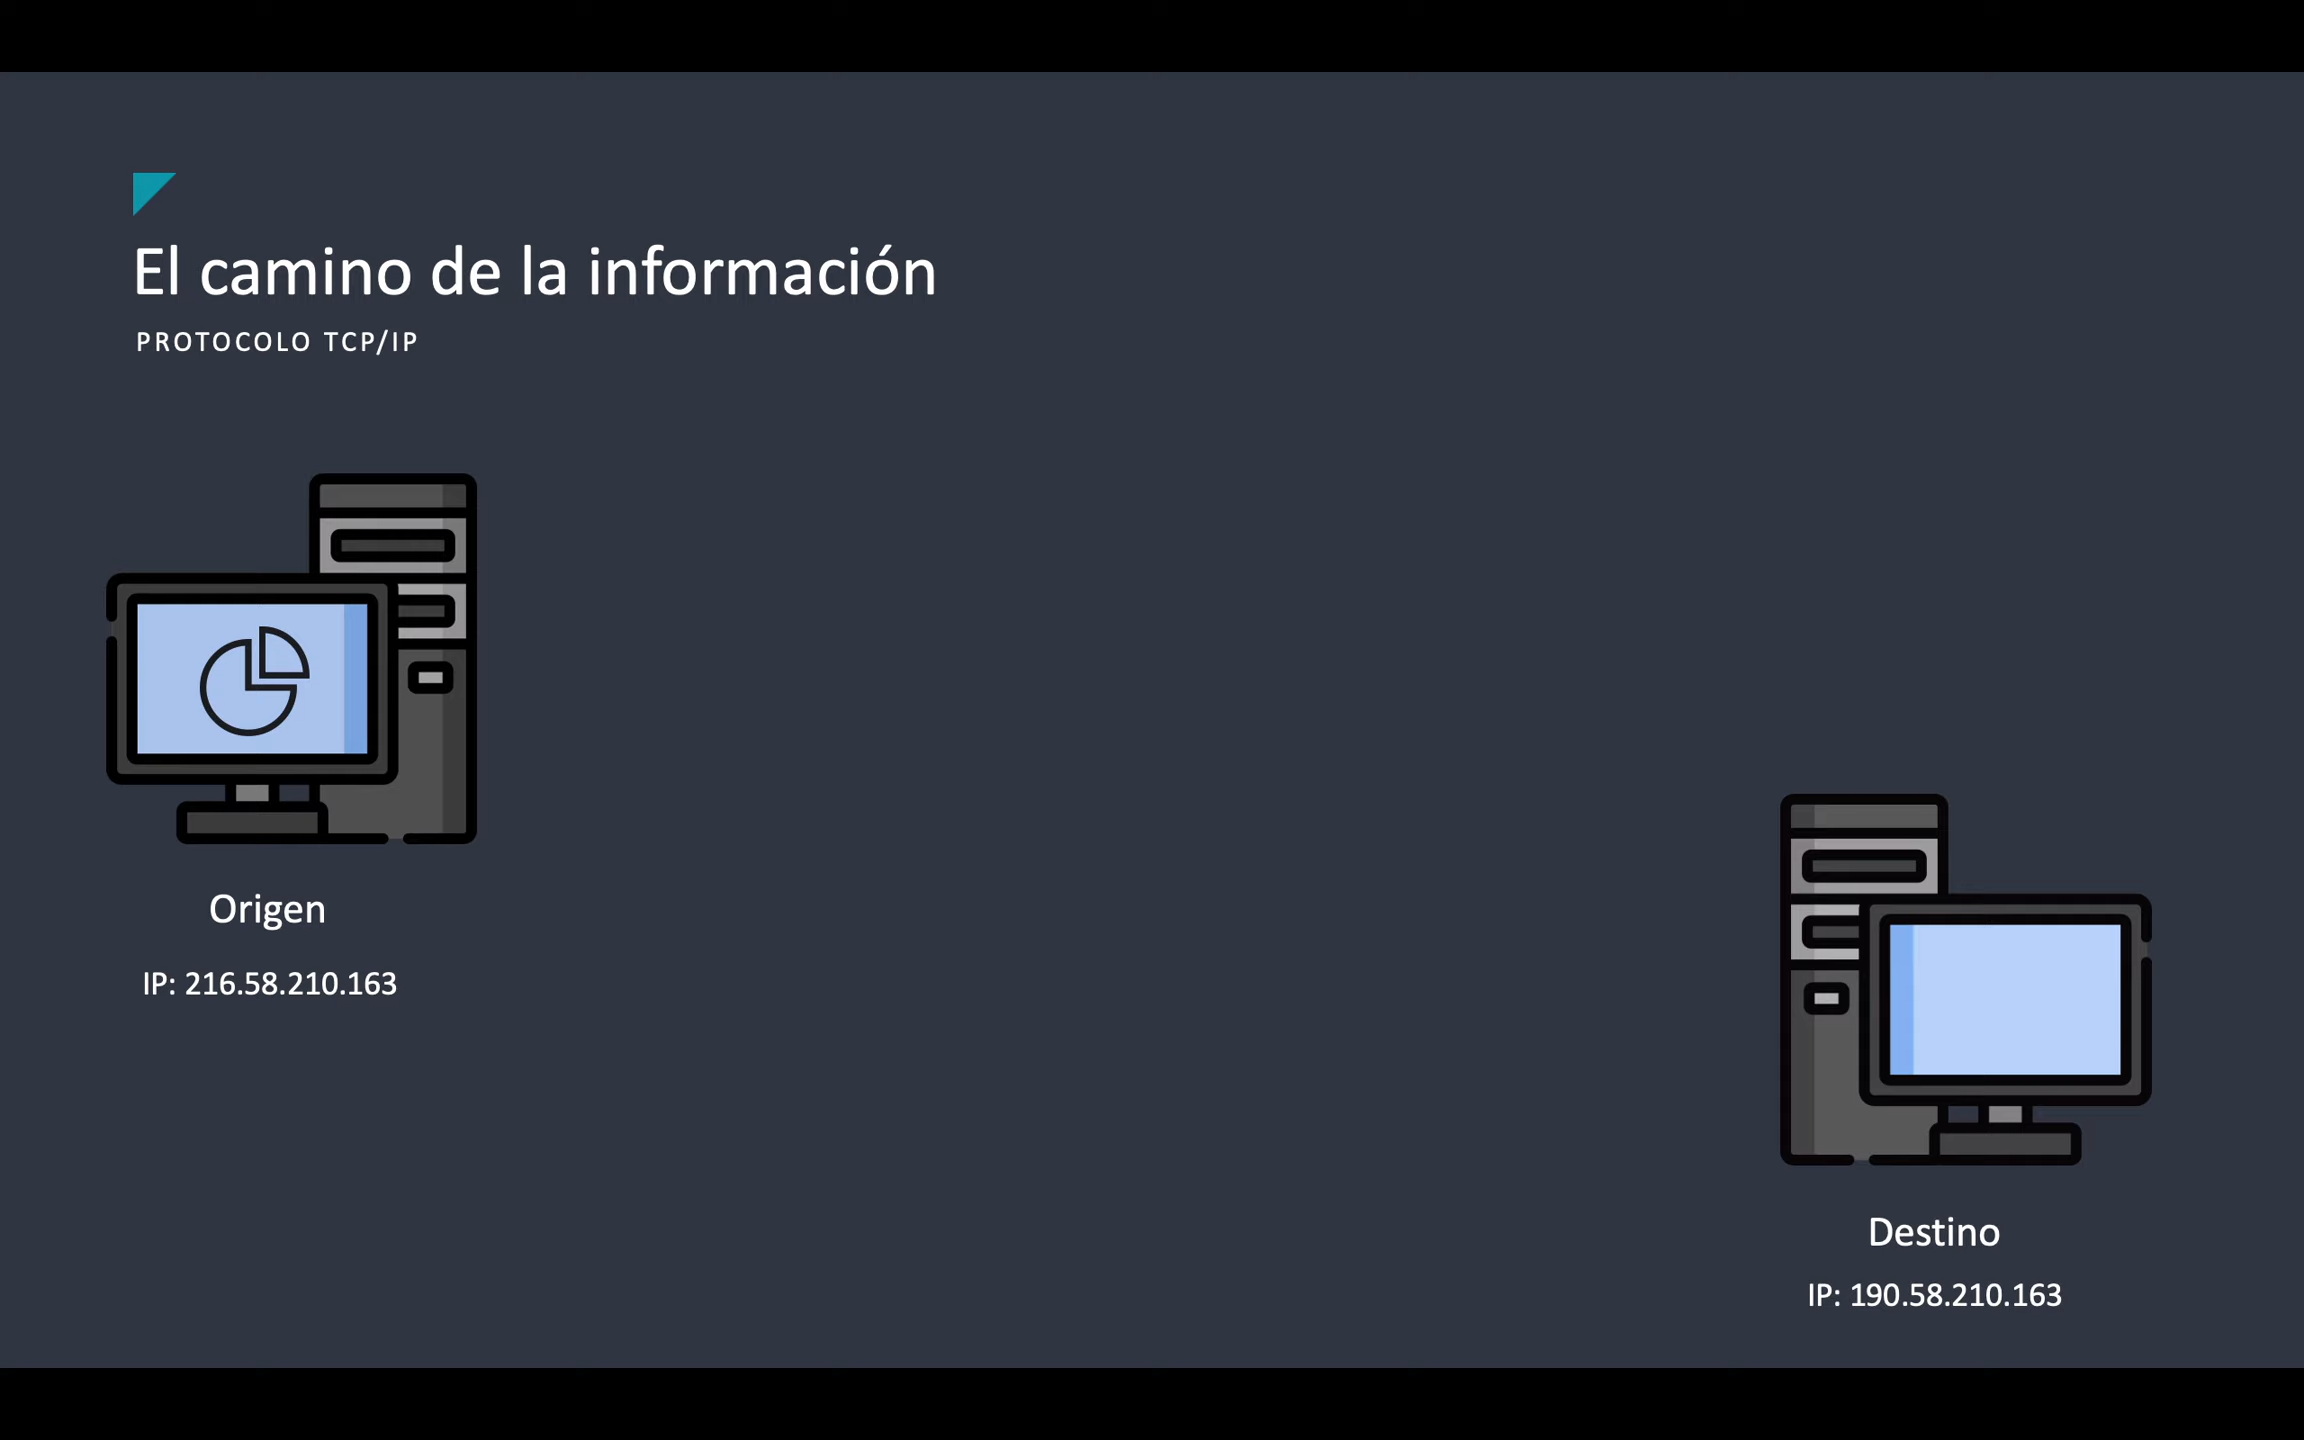 El camino de la información
PROTOCOLO TCP/IP
Origen
IP: 216.58.210.163
Destino
IP: 190.58.210.163